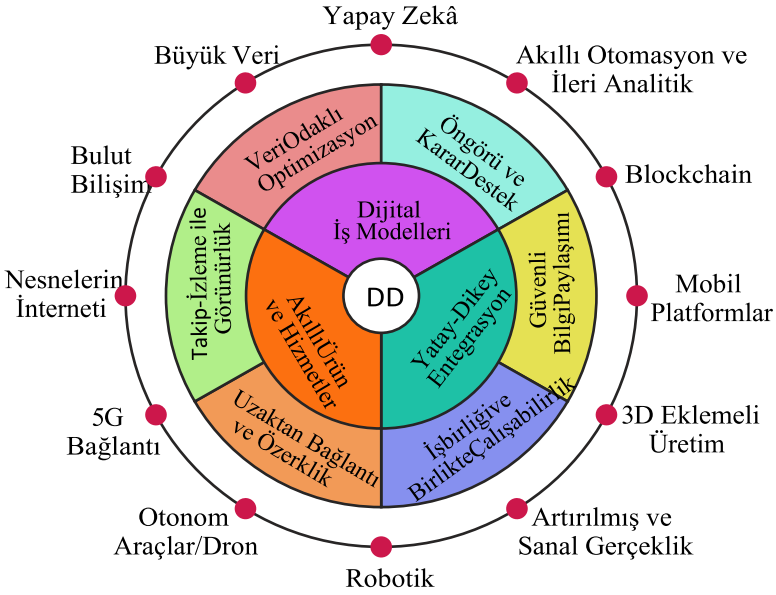 Yapay Zekâ
Büyük Veri
Akıllı Otomasyon ve
İleri Analitik
Bulut
Bilişim
Blockchain
Nesnelerin
İnterneti
Mobil
Platformlar
5G
Bağlantı
3D Eklemeli
Üretim
Otonom
Araçlar/Dron
Artırılmış ve
Sanal Gerçeklik
Robotik
VeriOdaklı
Optimizasyon
Öngörü ve
KararDestek
Takip-İzleme ile
Görünürlük
Güvenli
BilgiPaylaşımı
Uzaktan Bağlantı
ve Özerklik
İşbirliğive
BirlikteÇalışabilirlik
Dijital
İş Modelleri
AkıllıÜrün
ve Hizmetler
Yatay-Dikey
Entegrasyon
DD